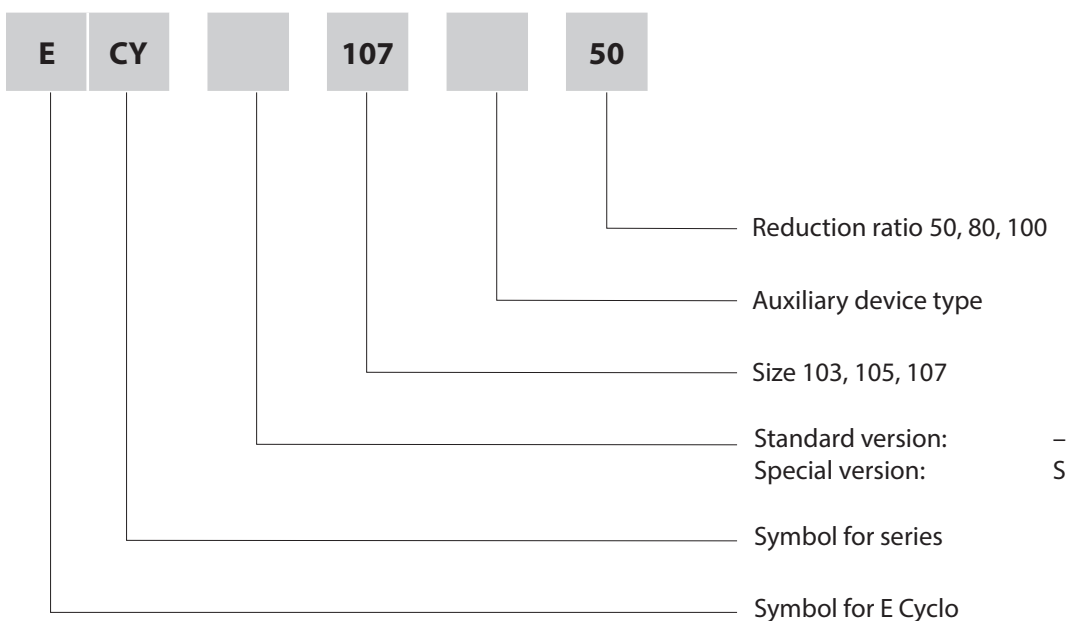 E CY 107 50
Reduction ratio 50, 80, 100
Auxiliary device type
Size 103, 105, 107
Standard version: –
Special version: S
Symbol for series
Symbol for E Cyclo